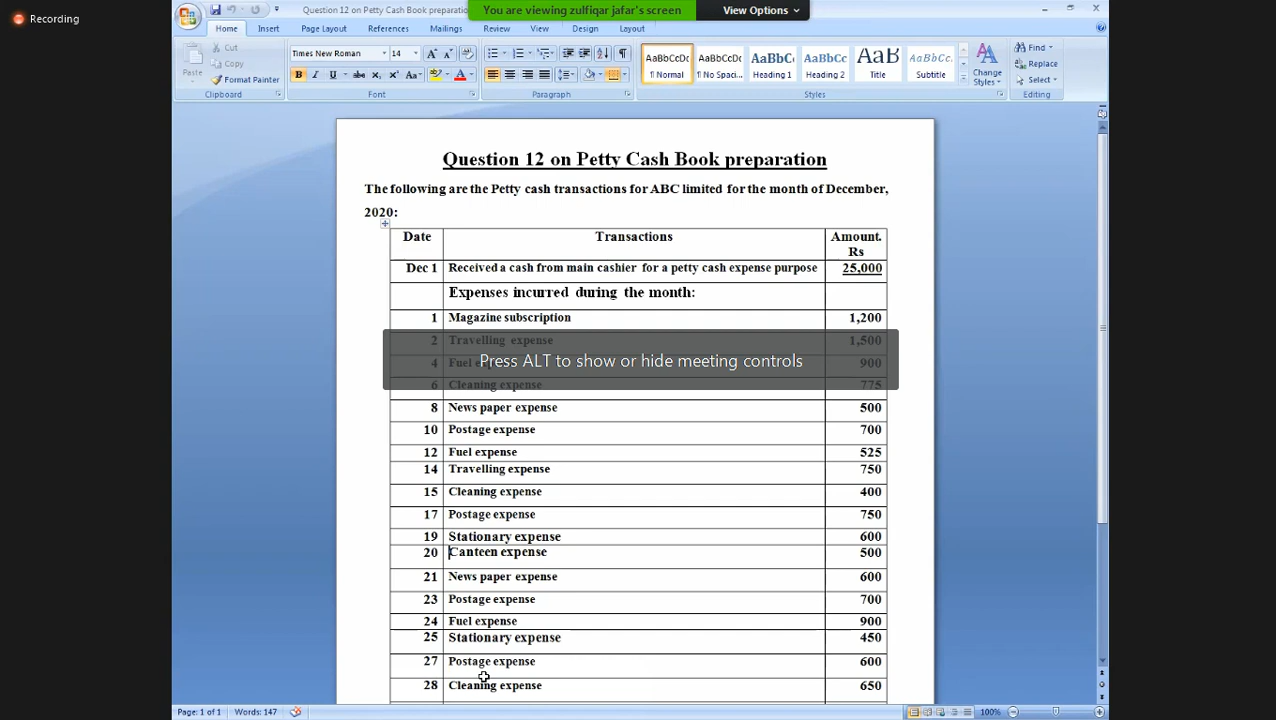 Recording
Question 12 on Petty Cash Book preparatio
You are viewing zulfiqar jafar's screen
View Options
Home Insert Page Layout References Mailings Review View Design Layout
Cut
Copy
Format Painter
Paste
Clipboard
Times New Roman 14
B I U abc X₂ X² Aa
Font
Paragraph
AaBbCcDc AaBbCcDc AaBbC AaBbCc AaB AaBbCc.
¶ Normal ¶ No Spaci... Heading 1 Heading 2 Title Subtitle
Change
Styles
Styles
Find
Replace
Select
Editing
Question 12 on Petty Cash Book preparation
The following are the Petty cash transactions for ABC limited for the month of December,
2020:
Date Transactions Amount.
Rs
Dec 1 Received a cash from main cashier for a petty cash expense purpose 25,000
Expenses incurred during the month:
1 Magazine subscription 1,200
2 Travelling expense 1,500
Press ALT to show or hide meeting controls
4 900
6 Cleaning expense 775
8 News paper expense 500
10 Postage expense 700
12 Fuel expense 525
14 Travelling expense 750
15 Cleaning expense 400
17 Postage expense 750
19 Stationary expense 600
20 Canteen expense 500
21 News paper expense 600
23 Postage expense 700
24 Fuel expense 900
25 Stationary expense 450
27 Postage expense 600
28 Cleaning expense 650
Page: 1 of 1 Words: 147 100%